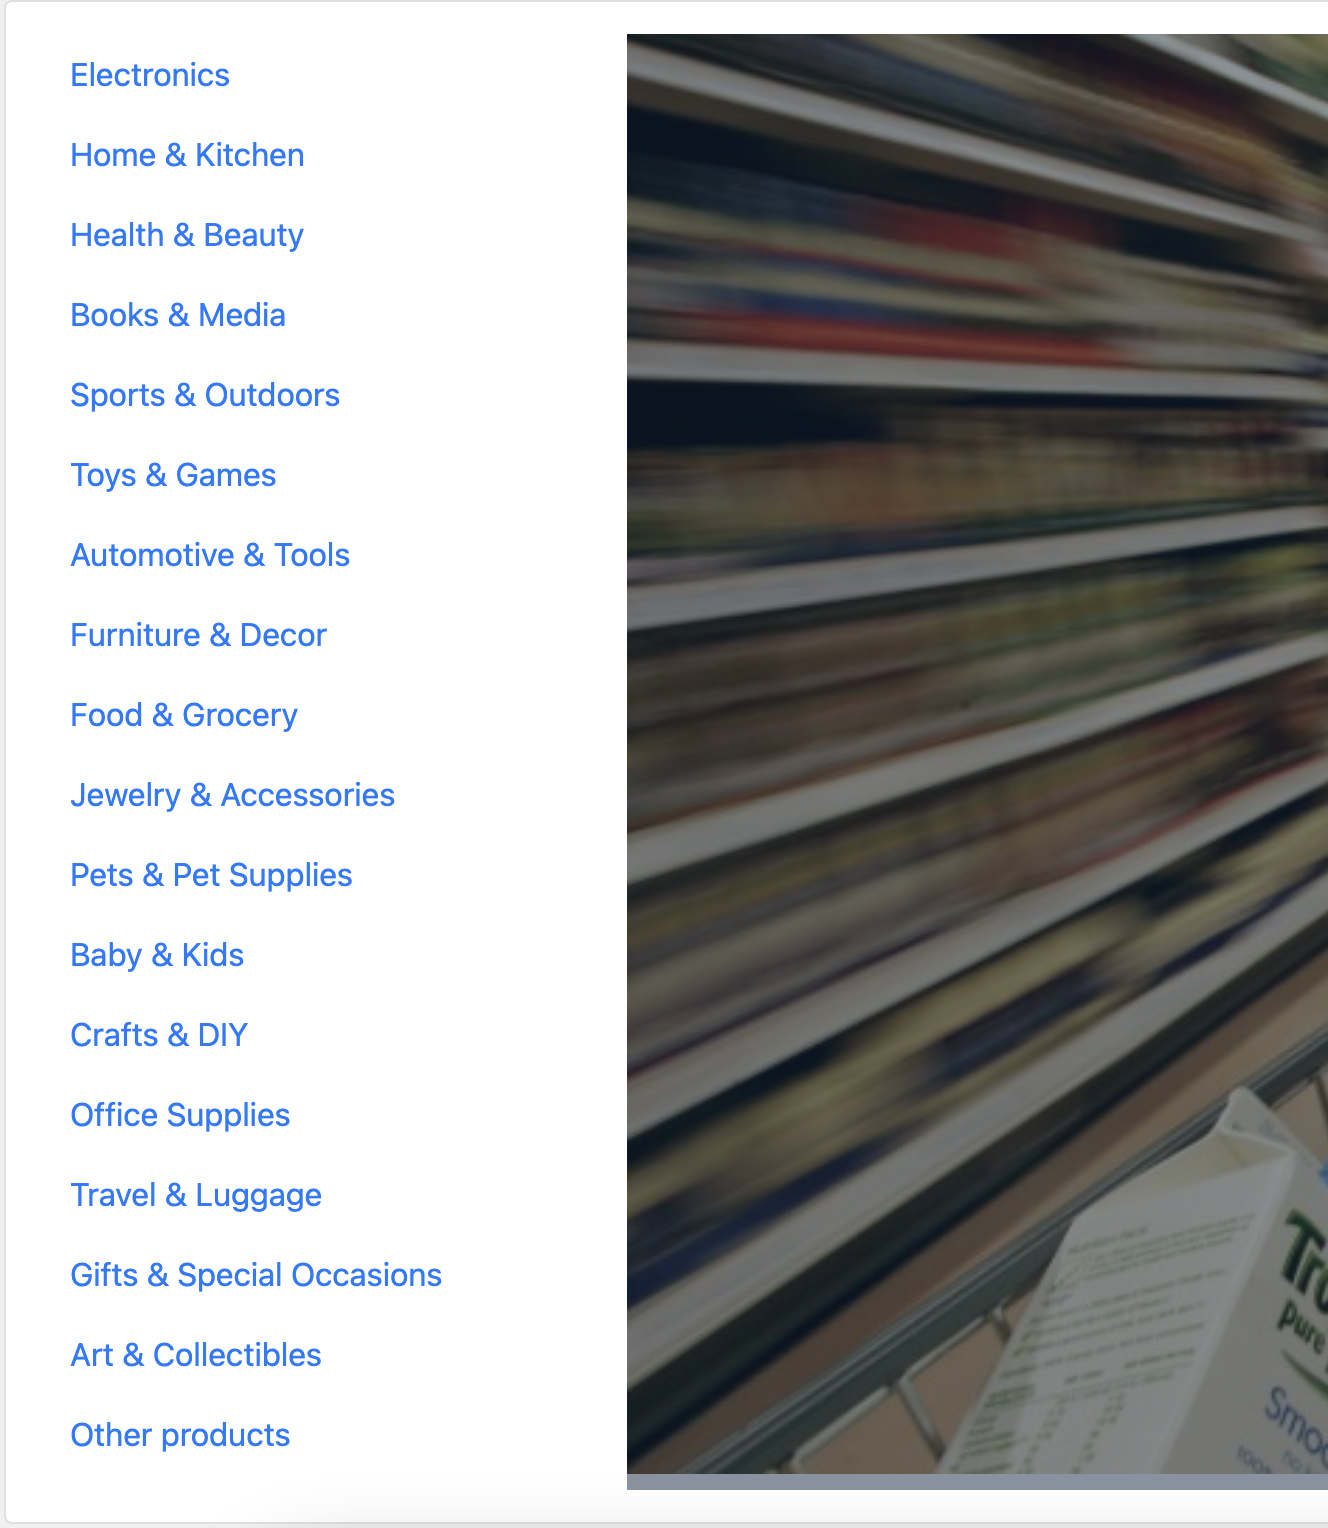 Electronics
Home & Kitchen
Health & Beauty
Books & Media
Sports & Outdoors
Toys & Games
Automotive & Tools
Furniture & Decor
Food & Grocery
Jewelry & Accessories
Pets & Pet Supplies
Baby & Kids
Crafts & DIY
Office Supplies
Travel & Luggage
Gifts & Special Occasions
Art & Collectibles
Other products
pure